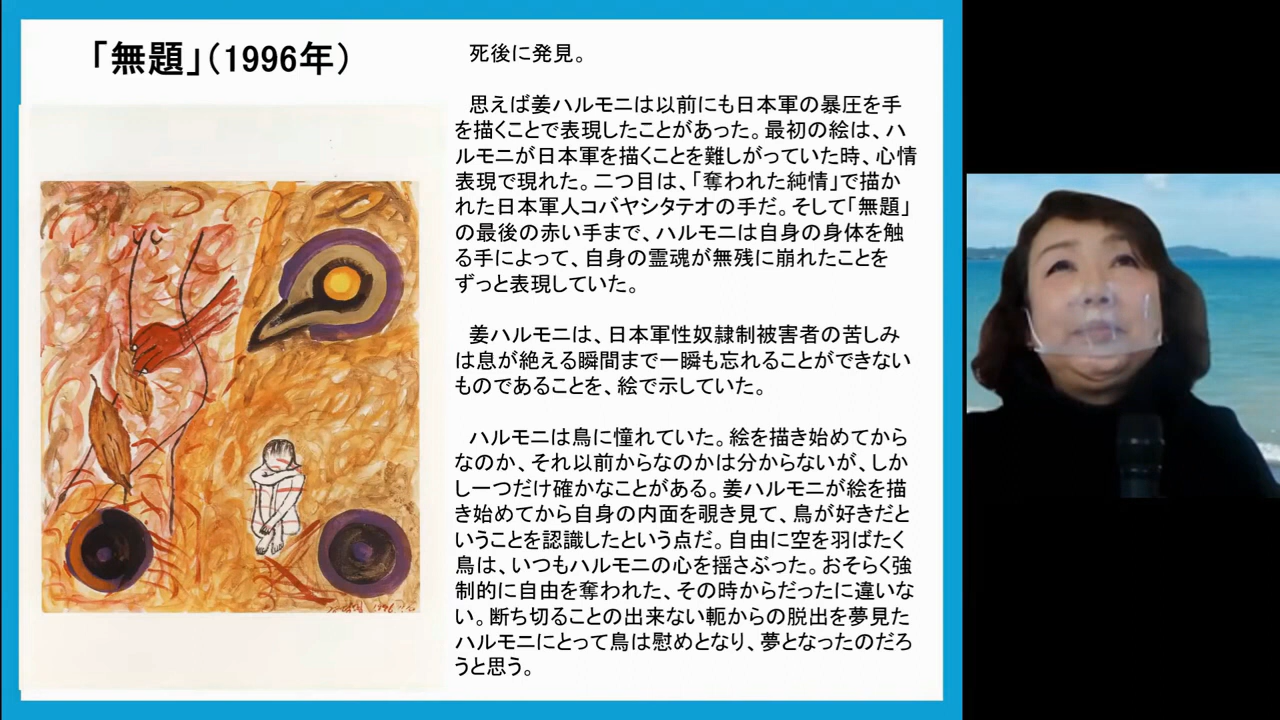 「無題」（1996年）
死後に発見。
思えば姜ハルモニは以前にも日本軍の暴圧を手
を描くことで表現したことがあった。最初の絵は、ハ
ルモニが日本軍を描くことを難しがっていた時、心情
表現で現れた。二つ目は、「奪われた純情」で描か
れた日本軍人コバヤシタテオの手だ。そして「無題」
の最後の赤い手まで、ハルモニは自身の身体を触
る手によって、自身の霊魂が無残に崩れたことを
ずっと表現していた。
姜ハルモニは、日本軍性奴隷制被害者の苦しみ
は息が絶える瞬間まで一瞬も忘れることができない
ものであることを、絵で示していた。
ハルモニは鳥に憧れていた。絵を描き始めてから
なのか、それ以前からなのかは分からないが、しか
し一つだけ確かなことがある。姜ハルモニが絵を描
き始めてから自身の内面を覗き見て、鳥が好きだと
いうことを認識したという点だ。自由に空を羽ばたく
鳥は、いつもハルモニの心を揺さぶった。おそらく強
制的に自由を奪われた、その時からだったに違いな
い。断ち切ることの出来ない軛からの脱出を夢見た
ハルモニにとって鳥は慰めとなり、夢となったのだろ
うと思う。